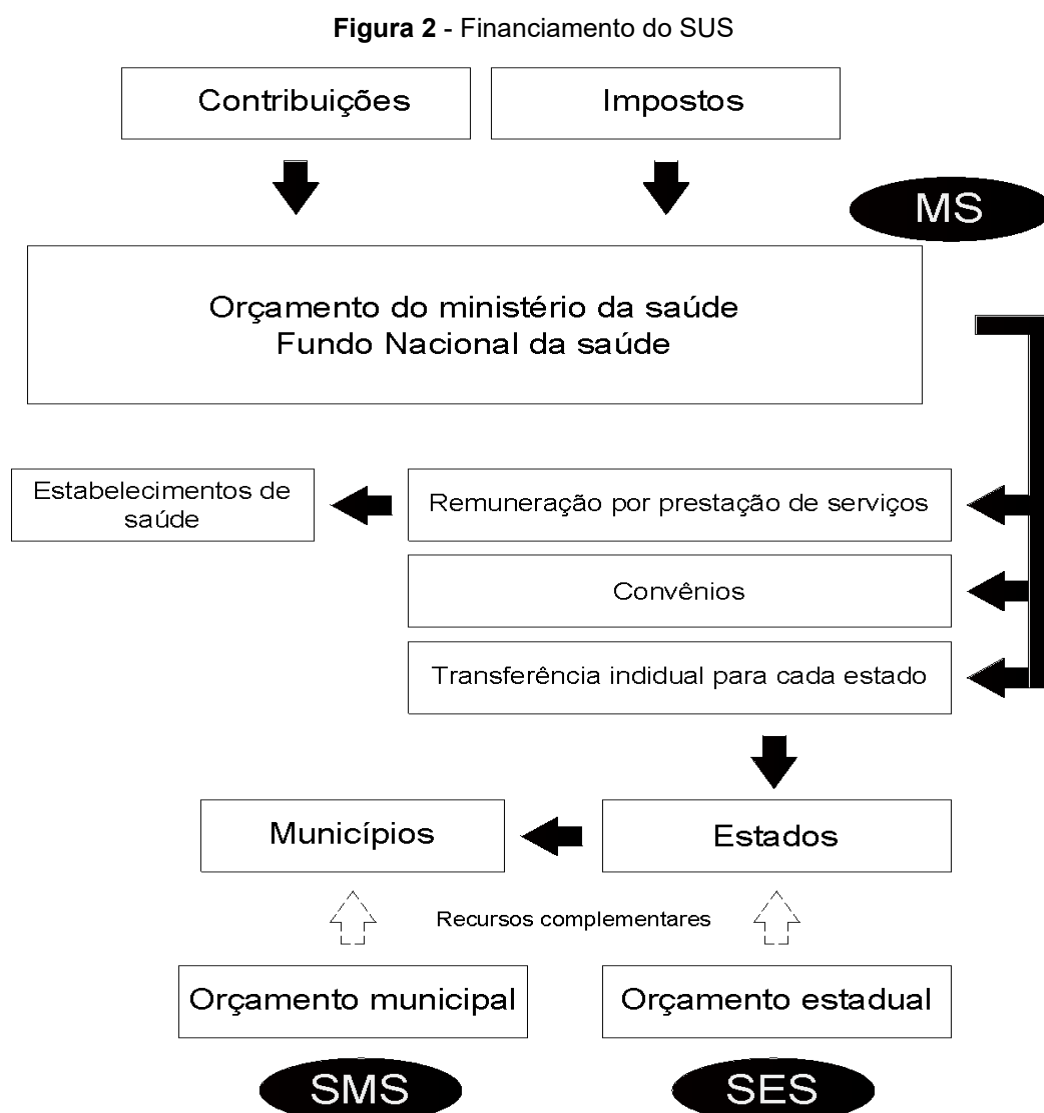 Figura 2 - Financiamento do SUS
Contribuições
Impostos
MS
Orçamento do ministério da saúde
Fundo Nacional da saúde
Estabelecimentos de
saúde
Remuneração por prestação de serviços
Convênios
Transferência indidual para cada estado
Municípios
Estados
Recursos complementares
Orçamento municipal
Orçamento estadual
SMS
SES